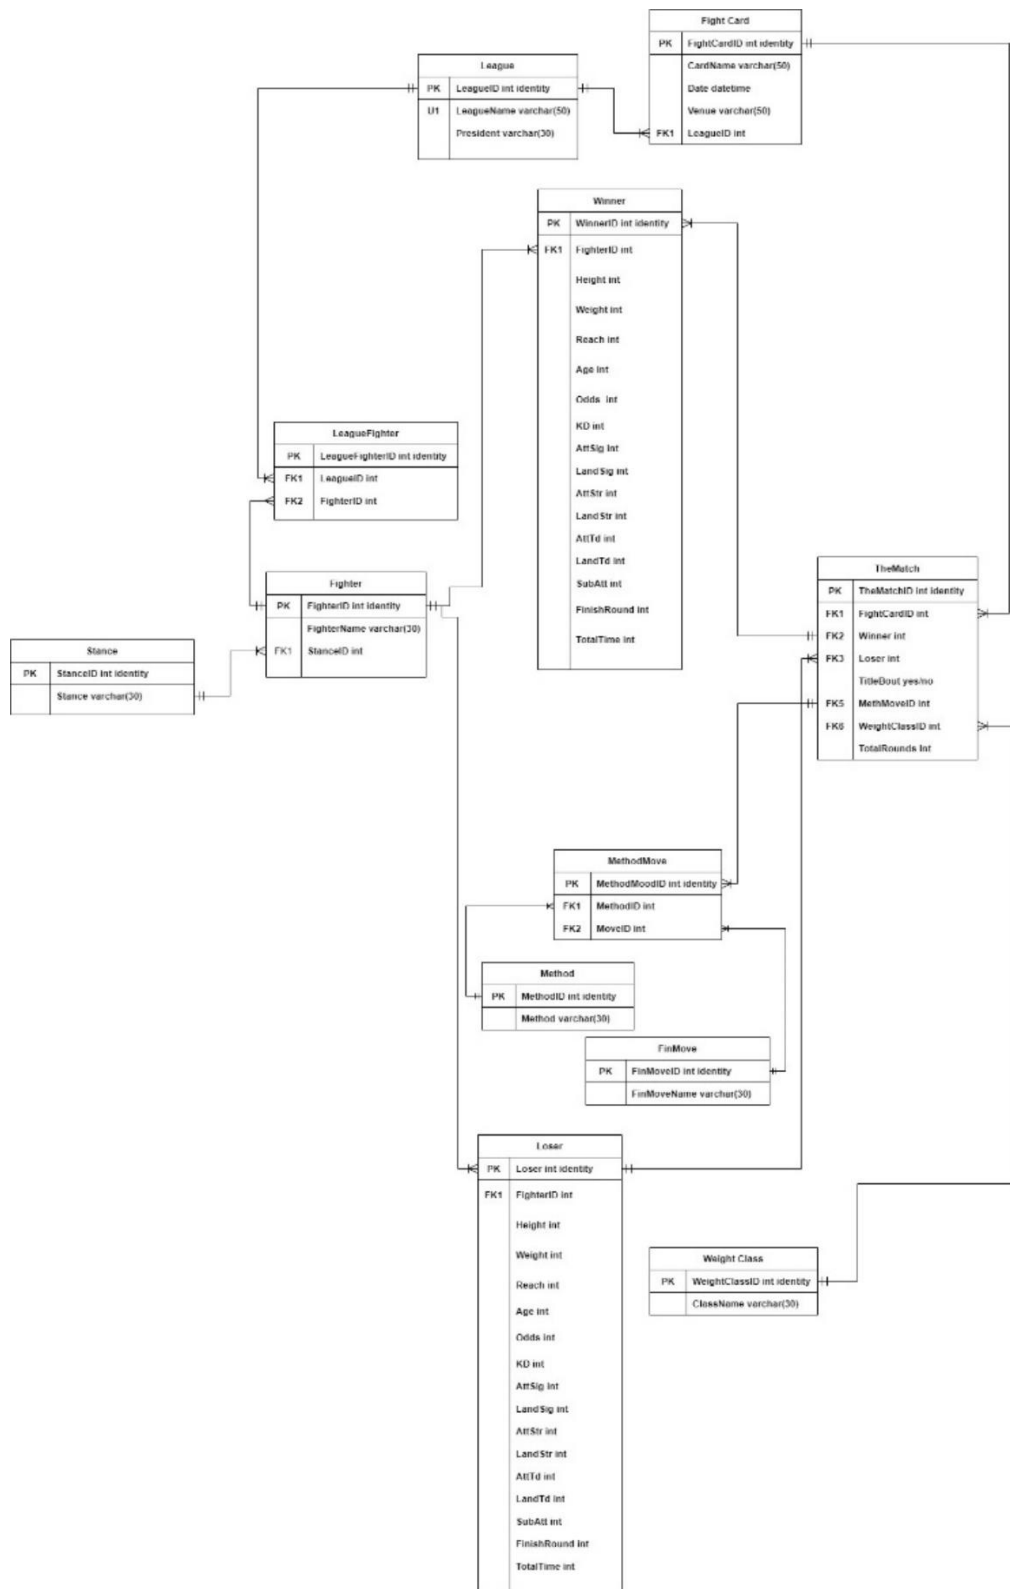 Fight Card
PK FightCardID int identity
CardName varchar(50)
Date datetime
Venue varchar(50)
FK1 LeagueID int
League
PK LeagueID int identity
U1 LeagueName varchar(50)
President varchar(30)
Winner
PK WinnerID int identity
FK1 FighterID int
Height int
Weight int
Reach int
Age int
Odds int
KD int
AttSig int
LandSig int
AttStr int
LandStr int
AttTd int
LandTd int
SubAtt int
FinishRound int
TotalTime int
LeagueFighter
PK LeagueFighterID int identity
FK1 LeagueID int
FK2 FighterID int
Fighter
PK FighterID int identity
FighterName varchar(30)
FK1 StanceID int
Stance
PK StanceID int identity
Stance varchar(30)
TheMatch
PK TheMatchID int identity
FK1 FightCardID int
FK2 Winner int
FK3 Loser int
TitleBout yes/no
FK5 MethMoveID int
FK6 WeightClassID int
TotalRounds int
MethodMove
PK MethodMoodID int identity
FK1 MethodID int
FK2 MoveID int
Method
PK MethodID int identity
Method varchar(30)
FinMove
PK FinMoveID int identity
FinMoveName varchar(30)
Loser
PK Loser int identity
FK1 FighterID int
Height int
Weight int
Reach int
Age int
Odds int
KD int
AttSig int
LandSig int
AttStr int
LandStr int
AttTd int
LandTd int
SubAtt int
FinishRound int
TotalTime int
Weight Class
PK WeightClassID int identity
ClassName varchar(30)